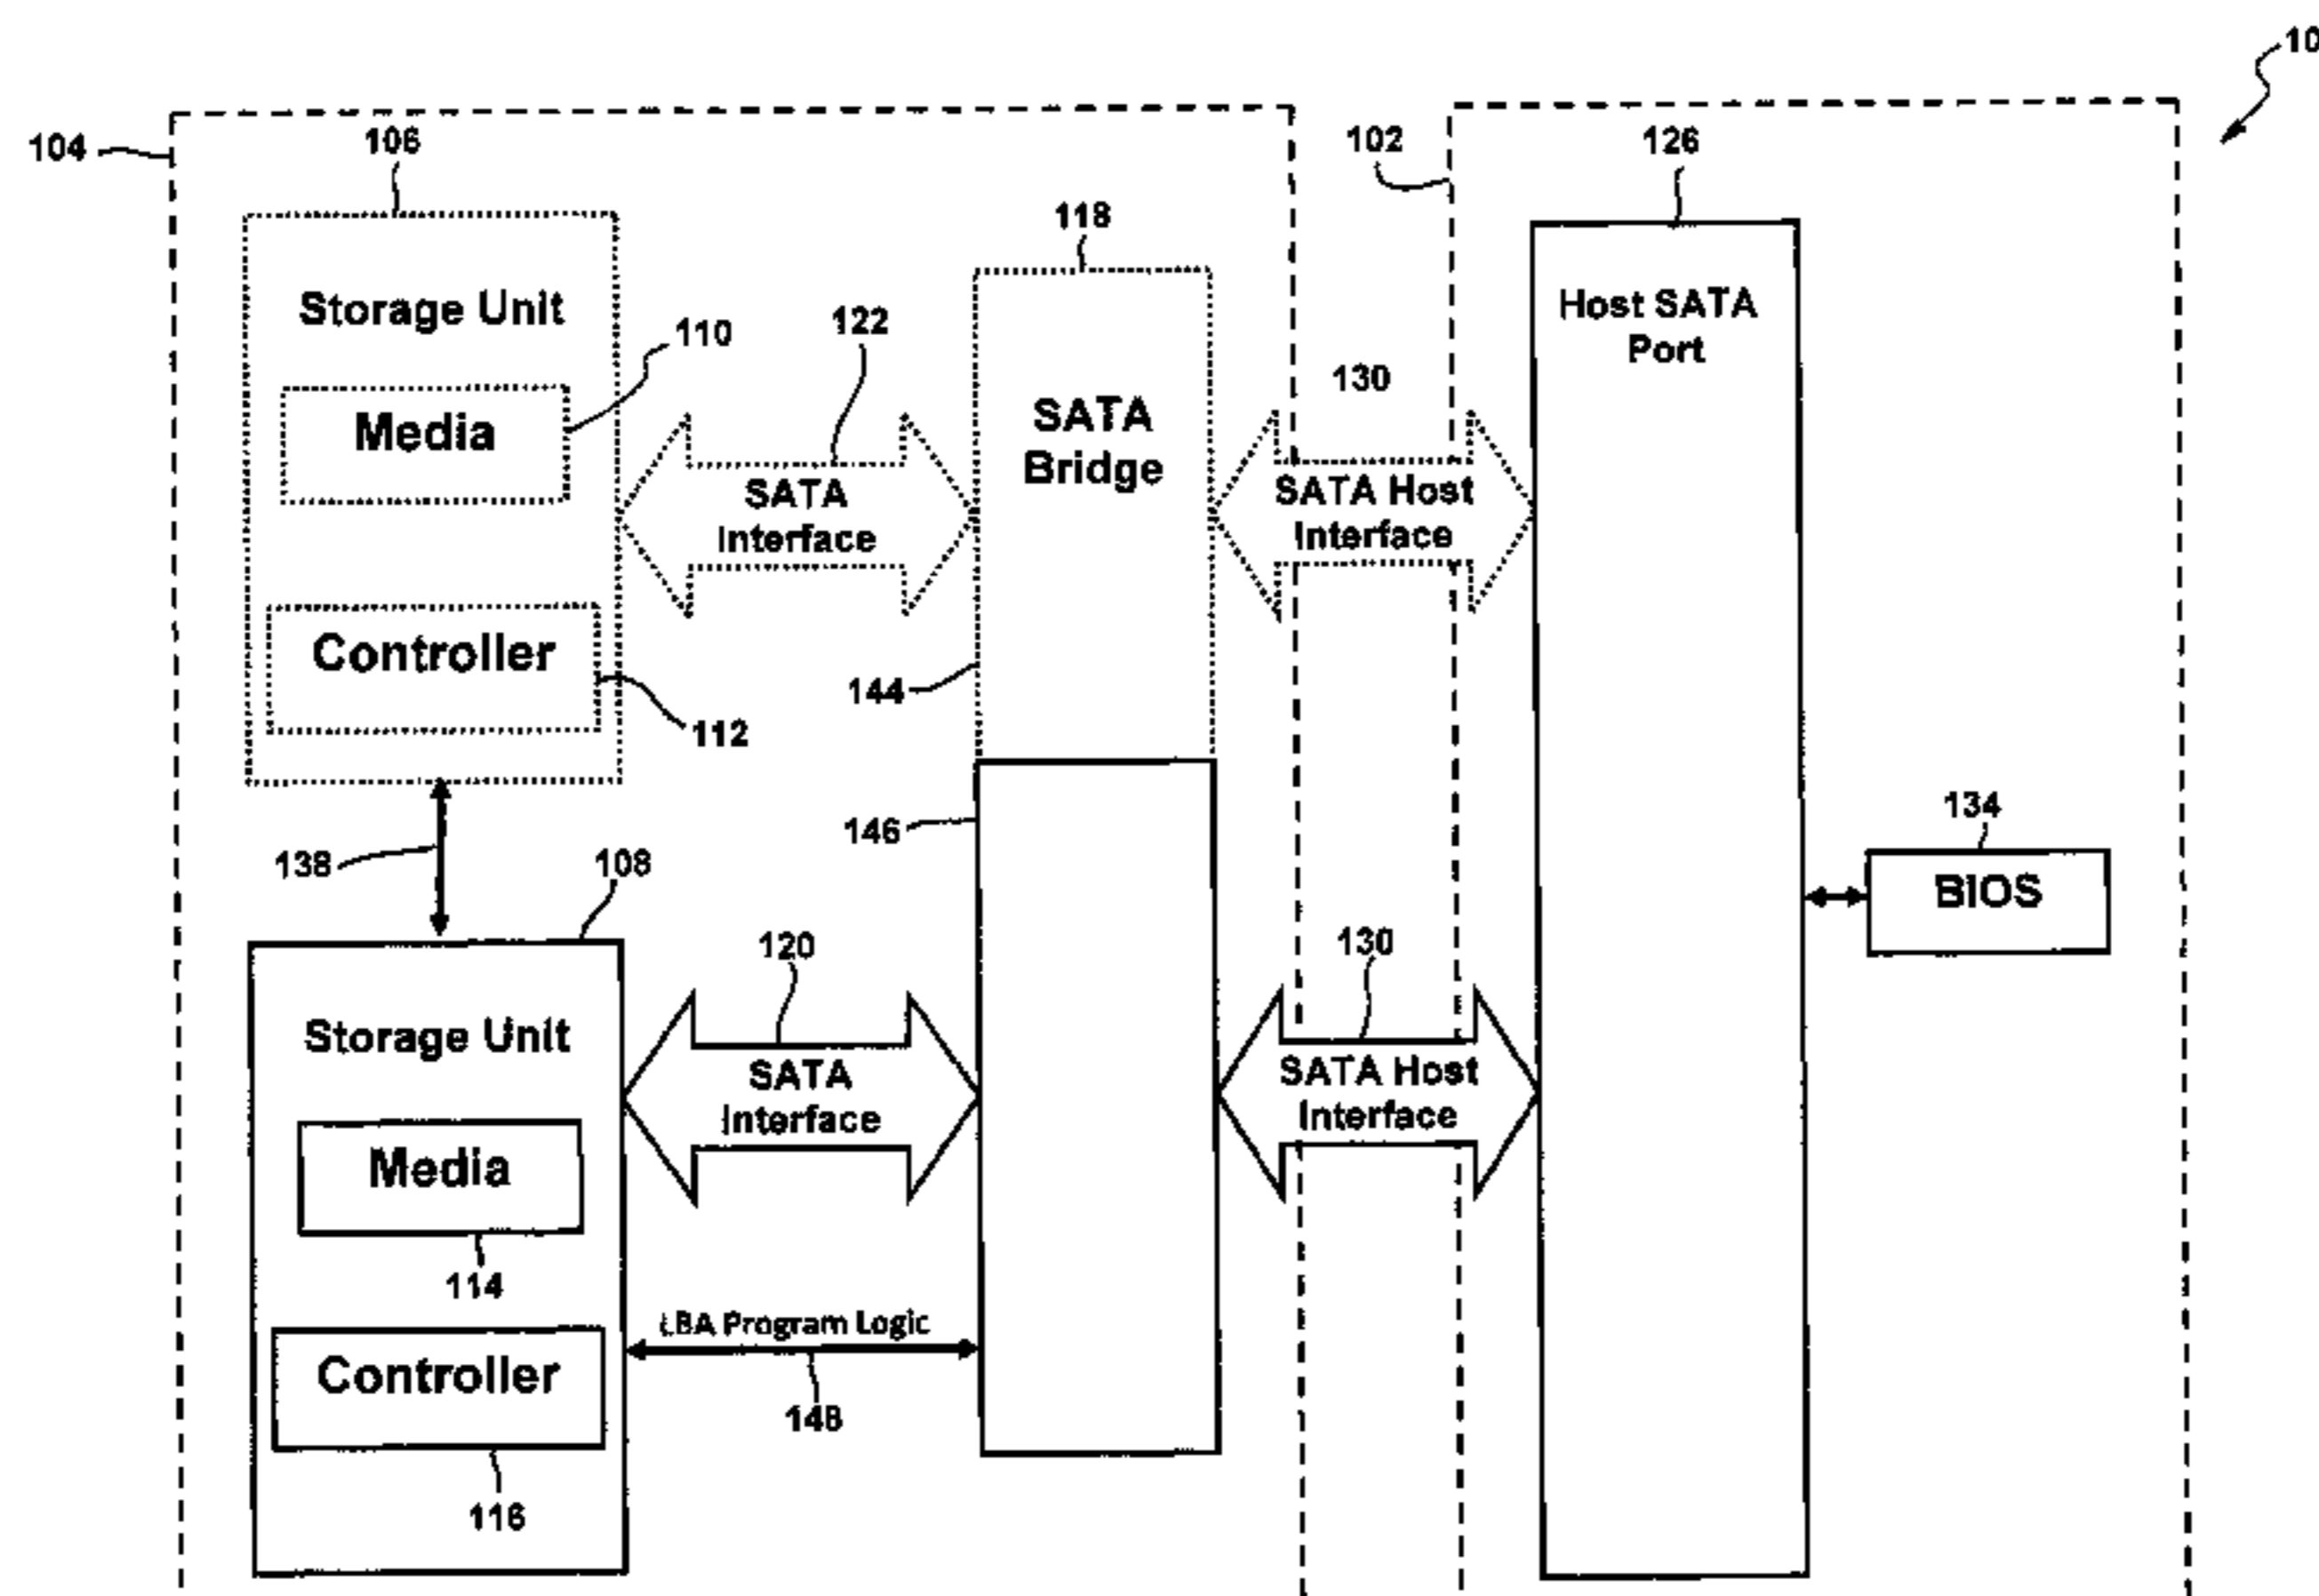 10
104
106
102
126
118
Storage Unit
110
122
Host SATA
Port
130
Media
SATA
Bridge
SATA
Interface
SATA Host
Interface
Controller
144
112
146
134
138
108
BIOS
120
130
Storage Unit
SATA
Interface
SATA Host
Interface
Media
114
LBA Program Logic
Controller
148
116